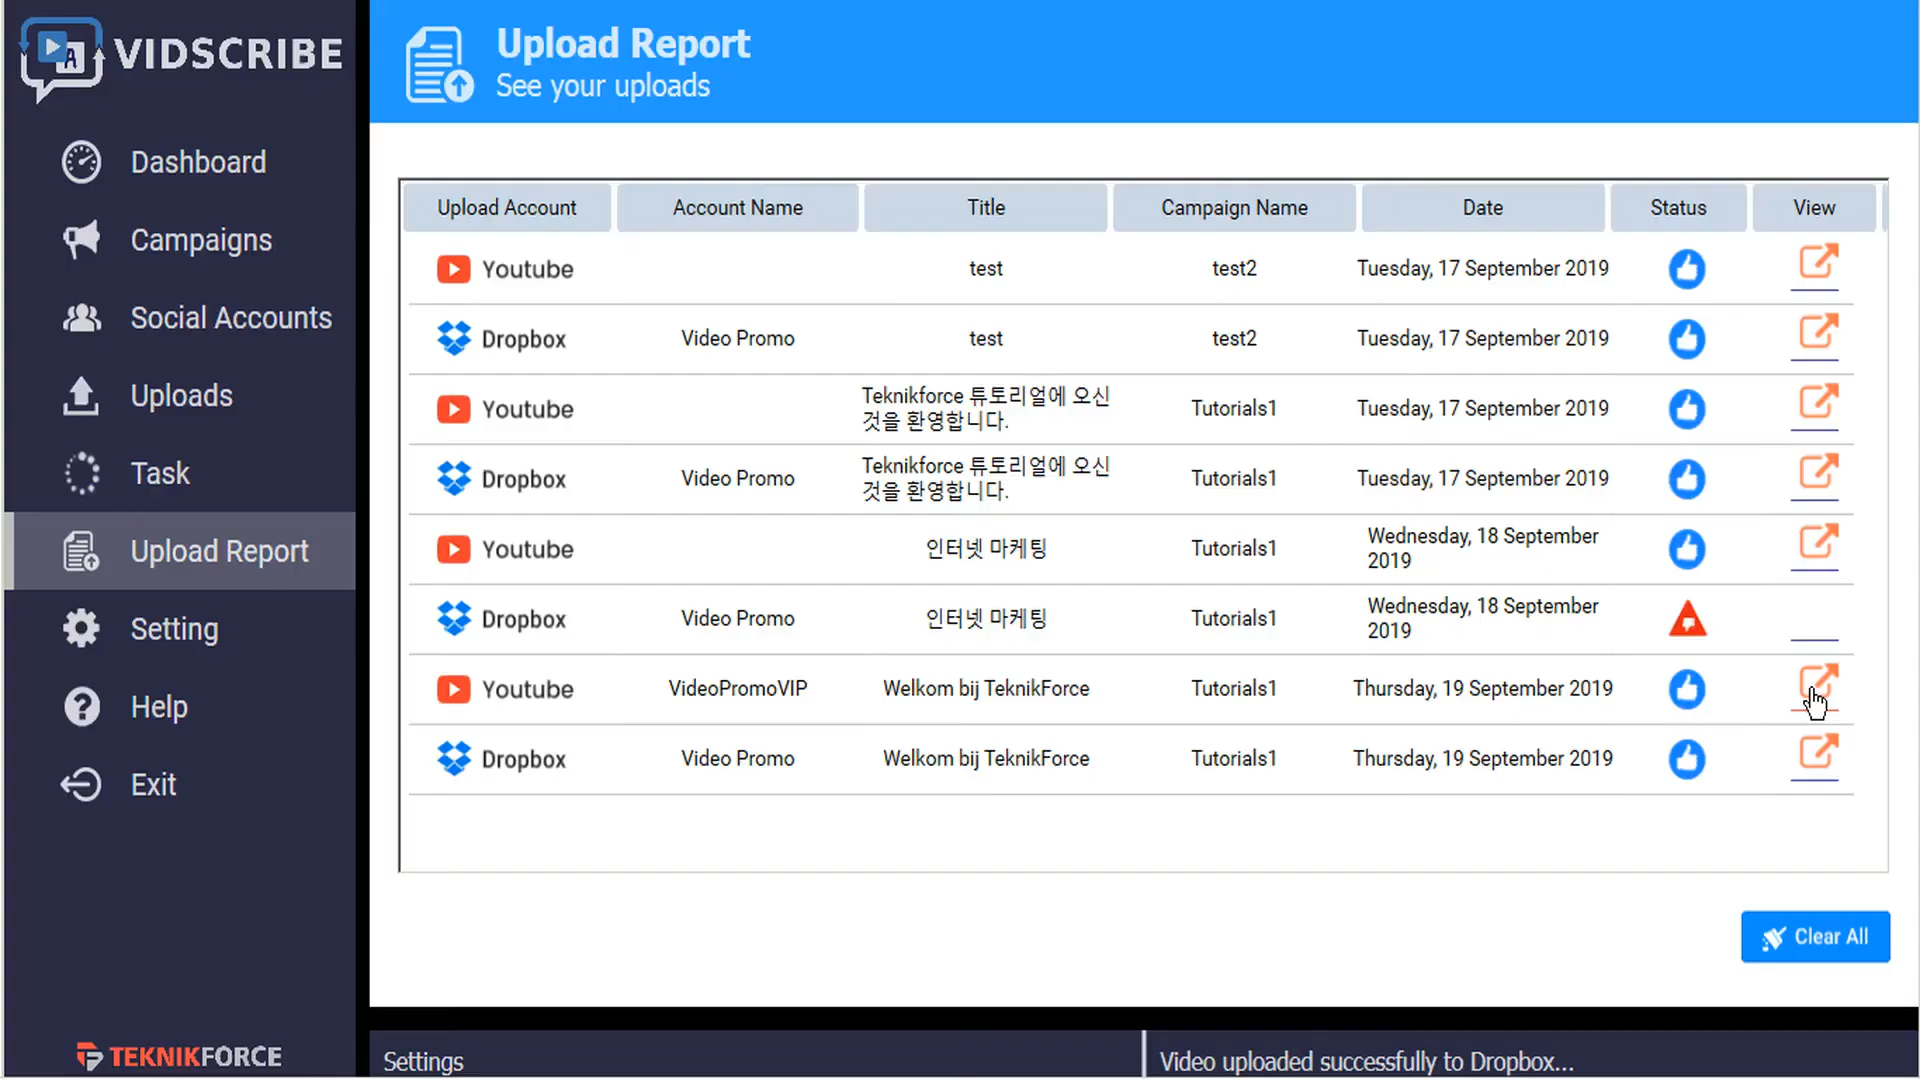 VIDSCRIBE
Dashboard
Campaigns
Social Accounts
Uploads
Task
Upload Report
Setting
Help
Exit
TEKNIKFORCE
Upload Report
See your uploads
Upload Account Account Name Title Campaign Name Date Status View
Youtube test test2 Tuesday, 17 September 2019
Dropbox Video Promo test test2 Tuesday, 17 September 2019
Youtube Teknikforce 튜토리얼에 오신 Tutorials1 Tuesday, 17 September 2019
것을 환영합니다.
Dropbox Video Promo Teknikforce 튜토리얼에 오신 Tutorials1 Tuesday, 17 September 2019
것을 환영합니다.
Youtube 인터넷 마케팅 Tutorials1 Wednesday, 18 September
2019
Dropbox Video Promo 인터넷 마케팅 Tutorials1 Wednesday, 18 September
2019
Youtube VideoPromoVIP Welkom bij TeknikForce Tutorials1 Thursday, 19 September 2019
Dropbox Video Promo Welkom bij TeknikForce Tutorials1 Thursday, 19 September 2019
Clear All
Settings
Video uploaded successfully to Dropbox...